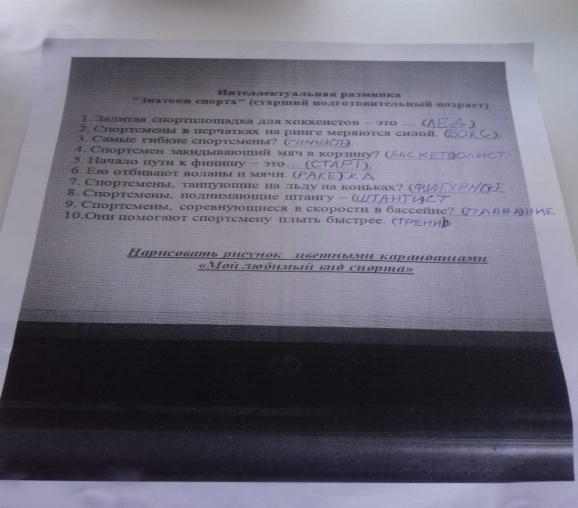 Интеллектуальная разминка
"Знатоки спорта" (старший подготовительный возраст)
1. Залитая спортплощадка для хоккеистов – это … (ЛЕД)
2. Спортсмены в перчатках на ринге меряются силой. (БОКС).
3. Самые гибкие спортсмены? (ГИМНАСТЫ).
4. Спортсмен закидывающий мяч в корзину? (БАСКЕТБОЛИСТ
5. Начало пути к финишу – это… (СТАРТ).
6. Ею отбивают воланы и мячи. (РАКЕТКА
7. Спортсмены, танцующие на льду на коньках? (ФИГУРНОЕ
8. Спортсмены, поднимающие штангу – (ШТАНГИСТ
9. Спортсмены, соревнующиеся в скорости в бассейне? (ПЛАВАНИЕ
10.Они помогают спортсмену плыть быстрее.
Нарисовать рисунок цветными карандашами
«Мой любимый вид спорта»
hp